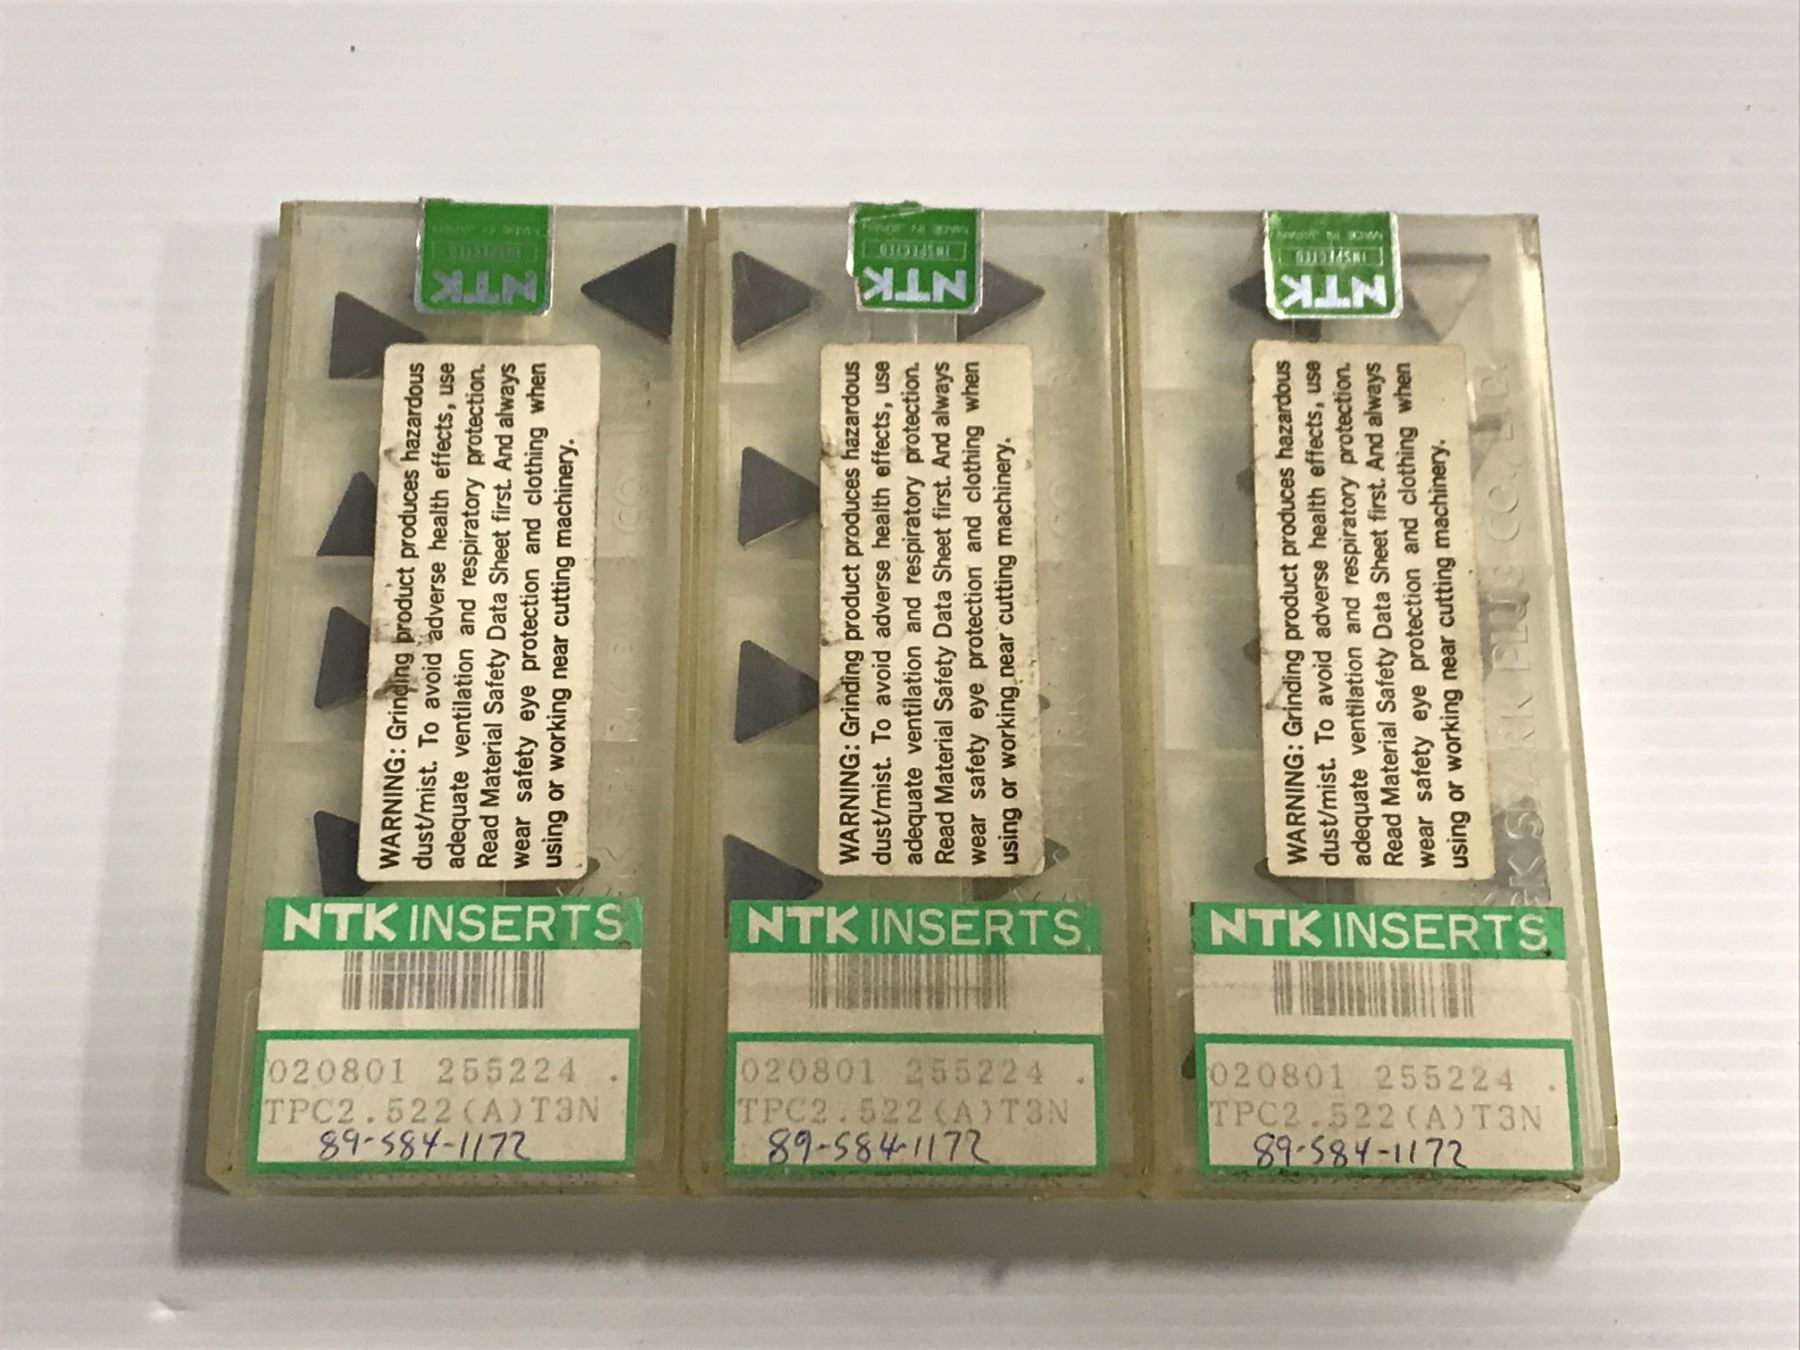 NTK
INSPECTED
MADE IN JAPAN
WARNING: Grinding product produces hazardous
dust/mist. To avoid adverse health effects, use
adequate ventilation and respiratory protection.
Read Material Safety Data Sheet first. And always
wear safety eye protection and clothing when
using or working near cutting machinery.
NTK INSERTS
020801 255224 .
TPC2.522(A)T3N
89-584-1172
NTK
INSPECTED
MADE IN JAPAN
WARNING: Grinding product produces hazardous
dust/mist. To avoid adverse health effects, use
adequate ventilation and respiratory protection.
Read Material Safety Data Sheet first. And always
wear safety eye protection and clothing when
using or working near cutting machinery.
NTK INSERTS
020801 255224 .
TPC2.522(A)T3N
89-584-1172
NTK
INSPECTED
MADE IN JAPAN
WARNING: Grinding product produces hazardous
dust/mist. To avoid adverse health effects, use
adequate ventilation and respiratory protection.
Read Material Safety Data Sheet first. And always
wear safety eye protection and clothing when
using or working near cutting machinery.
SPARK PLUG CO., LTD
NTK INSERTS
020801 255224 .
TPC2.522(A)T3N
89-584-1172